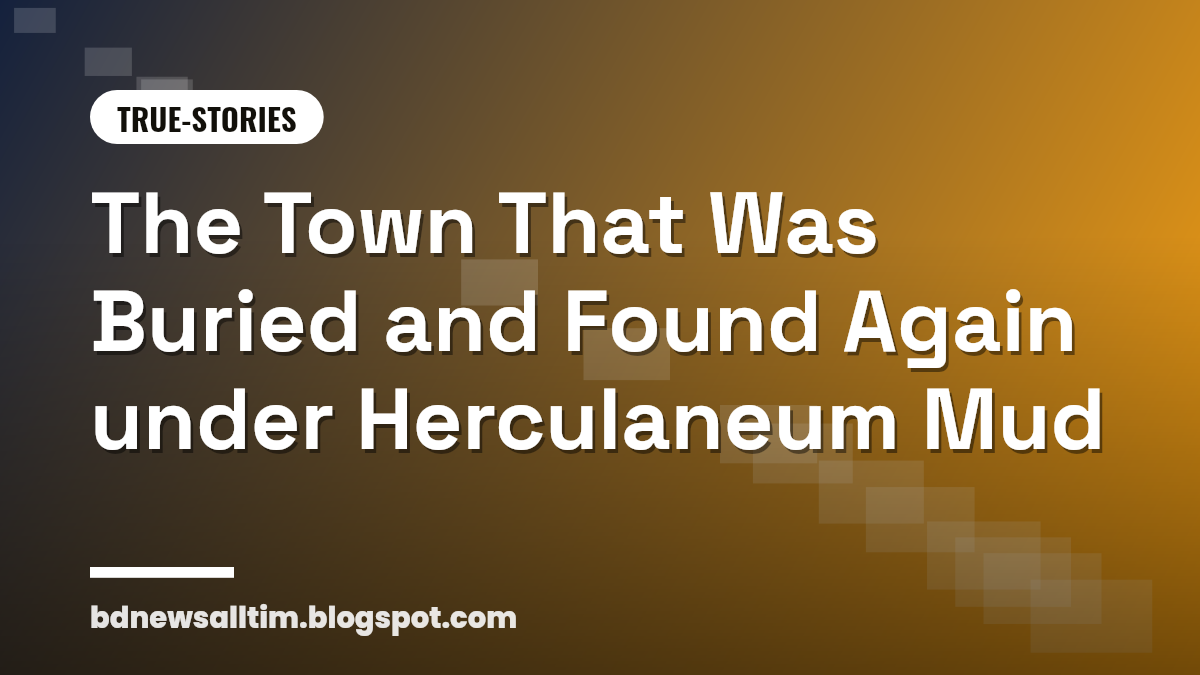 TRUE-STORIES
The Town That Was
Buried and Found Again
under Herculaneum Mud
bdnewsalltim.blogspot.com